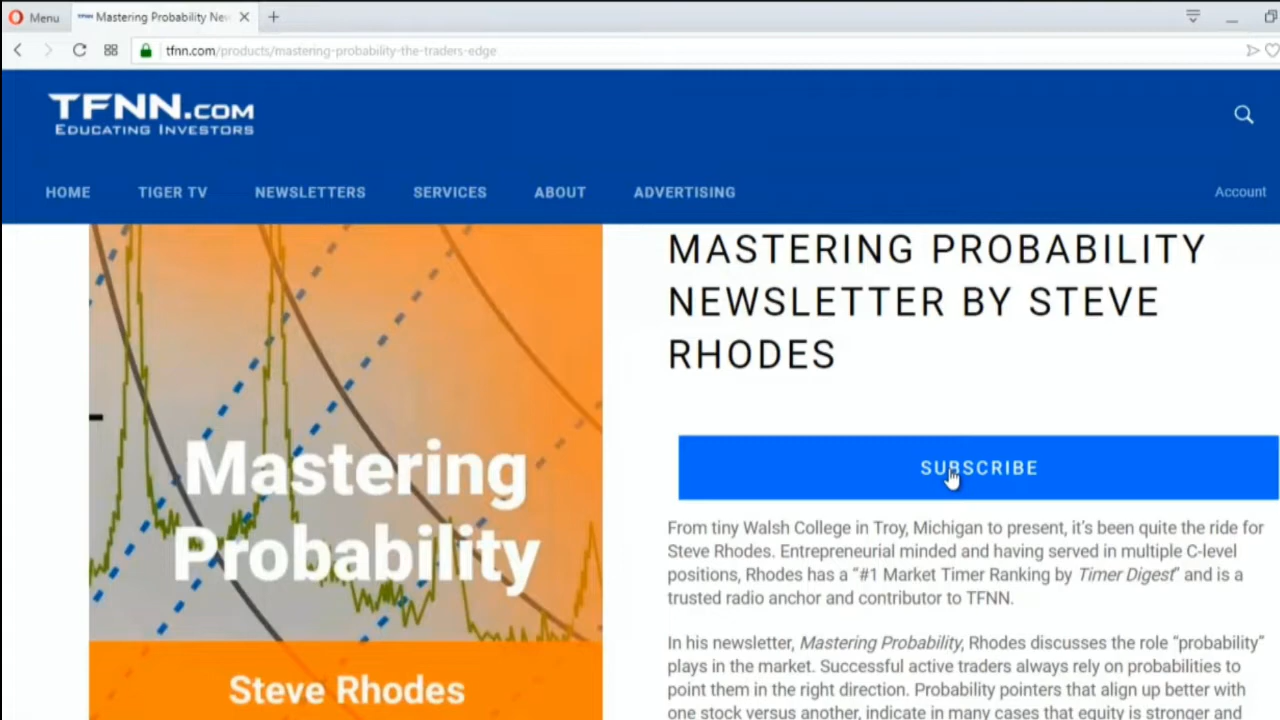 Menu
Mastering Probability New
tfnn.com/products/mastering-probability-the-traders-edge
TFNN.COM
EDUCATING INVESTORS
HOME TIGER TV NEWSLETTERS SERVICES ABOUT ADVERTISING Account
MASTERING PROBABILITY
NEWSLETTER BY STEVE
RHODES
Mastering
Probability
Steve Rhodes
SUBSCRIBE
From tiny Walsh College in Troy, Michigan to present, it’s been quite the ride for
Steve Rhodes. Entrepreneurial minded and having served in multiple C-level
positions, Rhodes has a “#1 Market Timer Ranking by Timer Digest” and is a
trusted radio anchor and contributor to TFNN.
In his newsletter, Mastering Probability, Rhodes discusses the role “probability”
plays in the market. Successful active traders always rely on probabilities to
point them in the right direction. Probability pointers that align up better with
one stock versus another, indicate in many cases that equity is stronger and